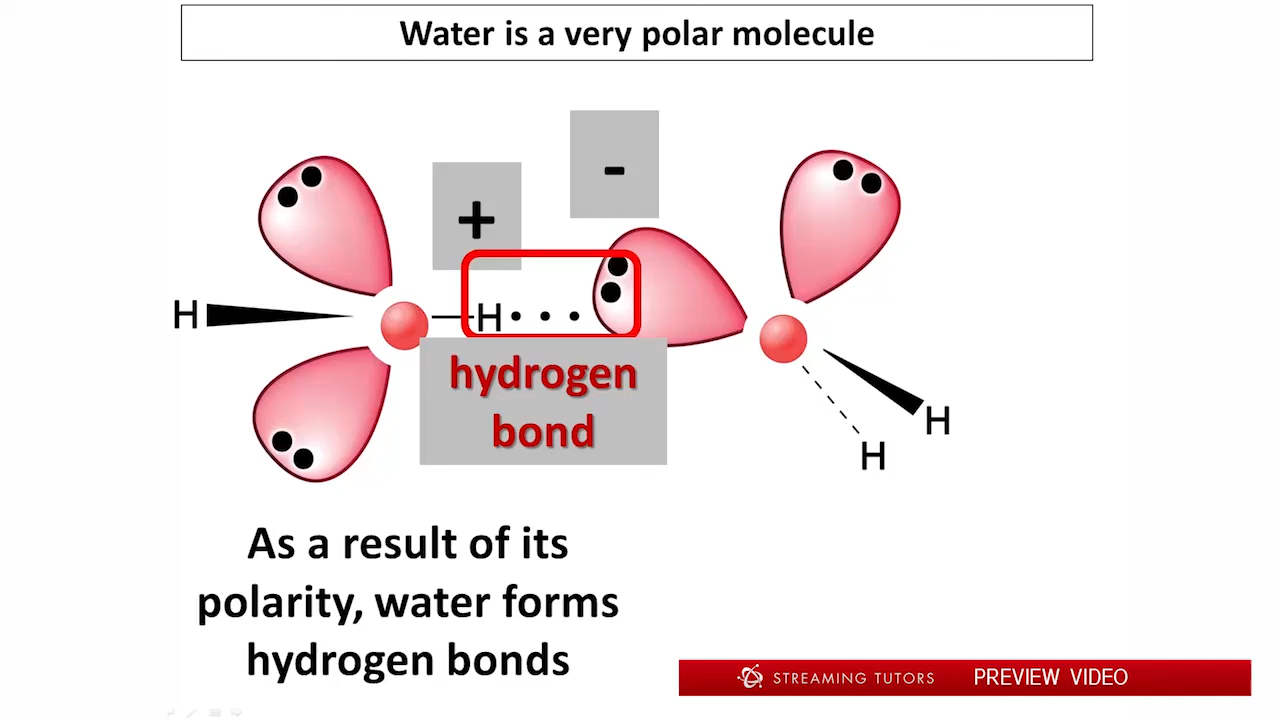 Water is a very polar molecule
-
+
H
H
hydrogen
bond
H
H
As a result of its
polarity, water forms
hydrogen bonds
STREAMING TUTORS PREVIEW VIDEO